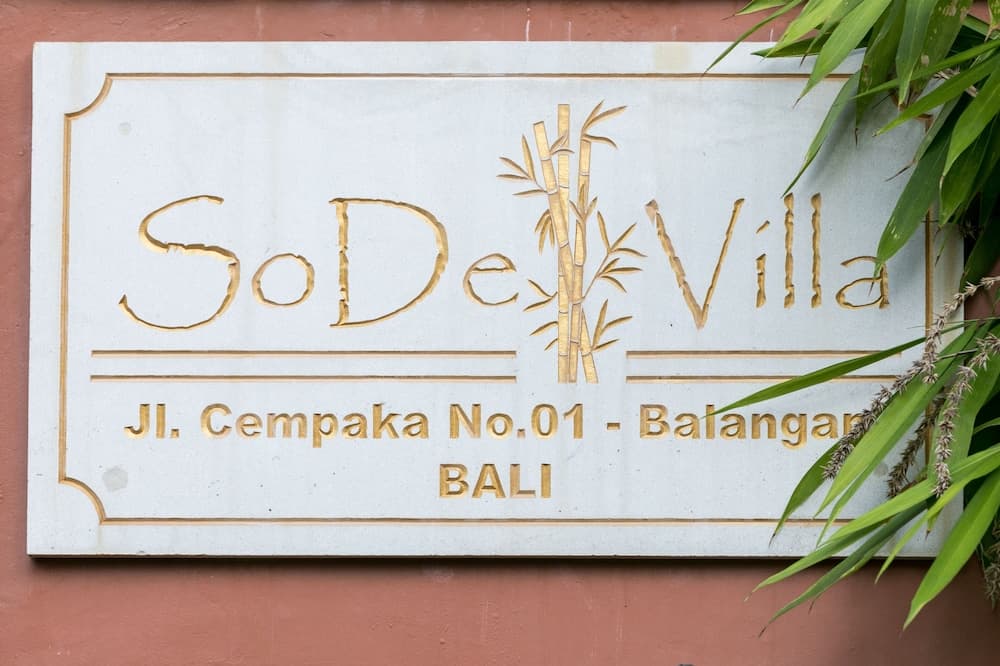 SoDe Villa
Jl. Cempaka No.01 - Balangan
BALI